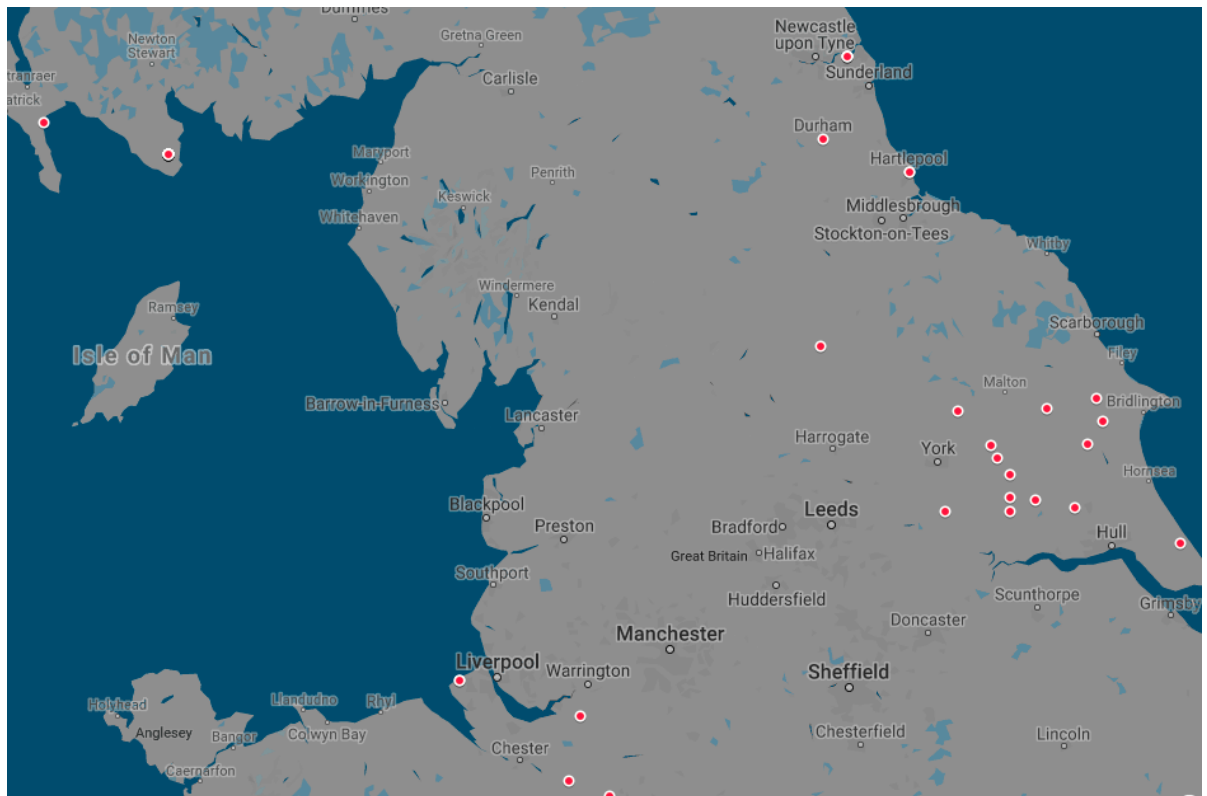 Dumfries
Newcastle
upon Tyne
Gretna Green
Newton
Stewart
Sunderland
Carlisle
Durham
Maryport
Hartlepool
Penrith
Workington
Keswick
Middlesbrough
Whitehaven
Stockton-on-Tees
Whitby
Windermere
Kendal
Ramsey
Scarborough
Isle of Man
Filey
Malton
Barrow-in-Furness
Bridlington
Lancaster
Harrogate
York
Hornsea
Blackpool
Leeds
Preston
Bradford
Hull
Great Britain
Halifax
Southport
Huddersfield
Scunthorpe
Grimsby
Doncaster
Manchester
Liverpool
Warrington
Sheffield
Llandudno
Rhyl
Holyhead
Anglesey
Bangor
Colwyn Bay
Chesterfield
Lincoln
Chester
Caernarfon